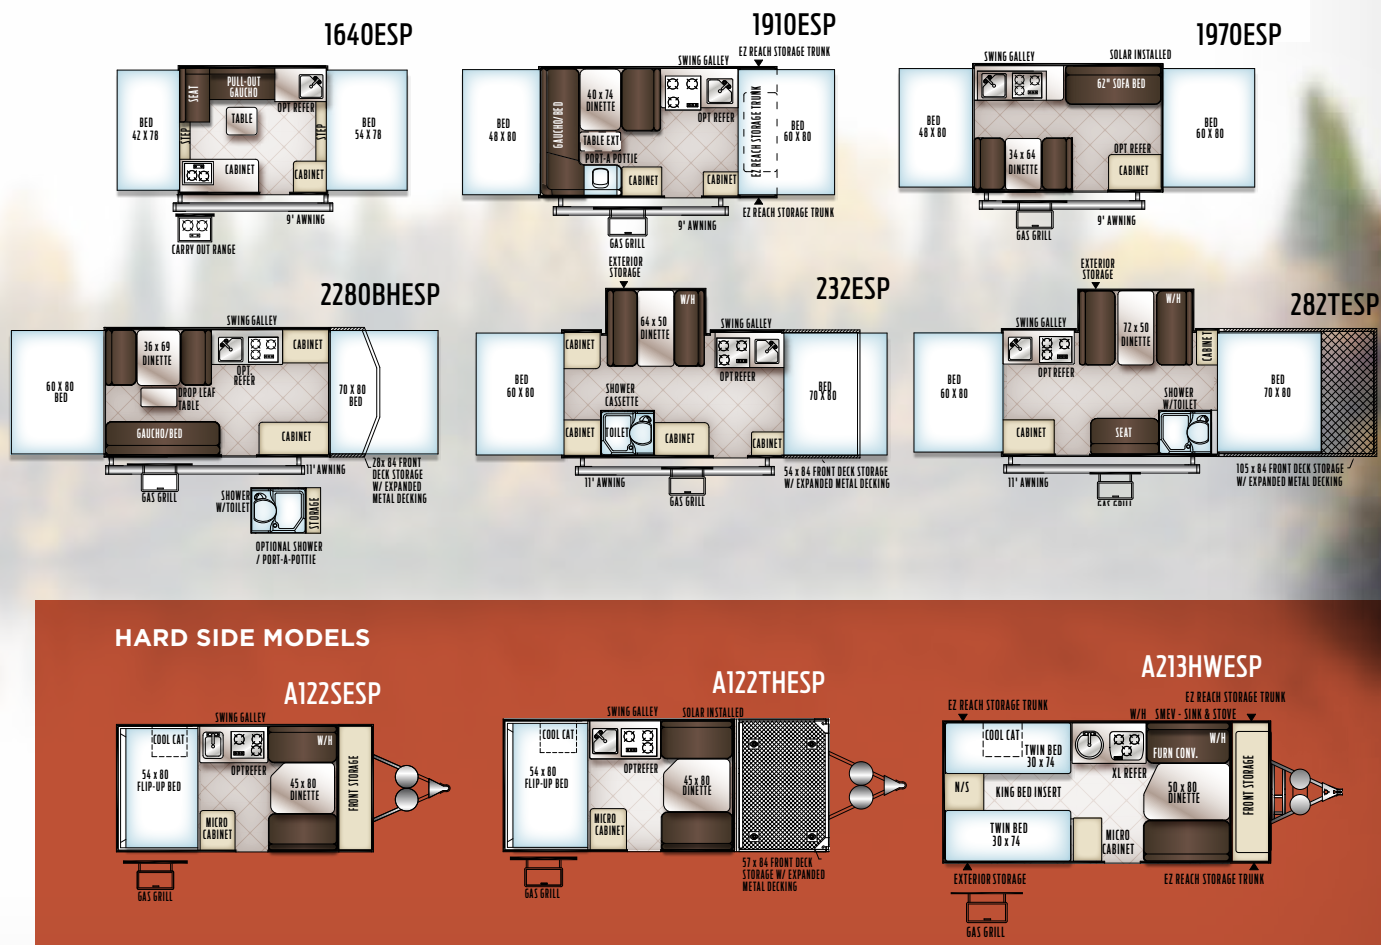 1640ESP
BED
42 X 78
SEAT
PULL-OUT
GAUCHO
OPT REFER
TABLE
STEP
STEP
CABINET
CABINET
BED
54 X 78
9' AWNING
CARRY OUT RANGE
1910ESP
EZ REACH STORAGE TRUNK
SWING GALLEY
BED
48 X 80
GAUCHO/BED
40 x 74
DINETTE
TABLE EXT
PORT-A POTTIE
OPT REFER
CABINET
CABINET
EZ REACH STORAGE TRUNK
BED
60 X 80
EZ REACH STORAGE TRUNK
9' AWNING
GAS GRILL
1970ESP
SWING GALLEY
SOLAR INSTALLED
BED
48 X 80
62" SOFA BED
34 x 64
DINETTE
OPT REFER
CABINET
BED
60 X 80
9' AWNING
GAS GRILL
2280BHESP
SWING GALLEY
60 X 80
BED
36 x 69
DINETTE
OPT.
REFER
CABINET
DROP LEAF
TABLE
GAUCHO/BED
CABINET
70 X 80
BED
11' AWNING
GAS GRILL
28x 84 FRONT
DECK STORAGE
W/ EXPANDED
METAL DECKING
SHOWER
W/TOILET
STORAGE
OPTIONAL SHOWER
/ PORT-A-POTTIE
232ESP
EXTERIOR
STORAGE
W/H
64 x 50
DINETTE
SWING GALLEY
CABINET
BED
60 X 80
OPT REFER
SHOWER
CASSETTE
CABINET
TOILET
CABINET
CABINET
BED
70 X 80
11' AWNING
GAS GRILL
54 x 84 FRONT DECK STORAGE
W/ EXPANDED METAL DECKING
282TESP
EXTERIOR
STORAGE
W/H
72 x 50
DINETTE
SWING GALLEY
CABINET
BED
60 X 80
OPT REFER
SHOWER
W/TOILET
CABINET
SEAT
BED
70 X 80
11' AWNING
GAS GRILL
105 x 84 FRONT DECK STORAGE
W/ EXPANDED METAL DECKING
HARD SIDE MODELS
A122SESP
SWING GALLEY
COOL CAT
W/H
54 x 80
FLIP-UP BED
OPTREFER
45 x 80
DINETTE
MICRO
CABINET
FRONT STORAGE
GAS GRILL
A122THESP
SWING GALLEY
SOLAR INSTALLED
COOL CAT
54 x 80
FLIP-UP BED
OPTREFER
45 x 80
DINETTE
MICRO
CABINET
57 x 84 FRONT DECK
STORAGE W/ EXPANDED
METAL DECKING
GAS GRILL
A213HWESP
EZ REACH STORAGE TRUNK
EZ REACH STORAGE TRUNK
W/H SMEV - SINK & STOVE
COOL CAT
TWIN BED
30 x 74
W/H
FURN CONV.
XL REFER
N/S
KING BED INSERT
50 x 80
DINETTE
FRONT STORAGE
TWIN BED
30 x 74
MICRO
CABINET
EXTERIOR STORAGE
EZ REACH STORAGE TRUNK
GAS GRILL